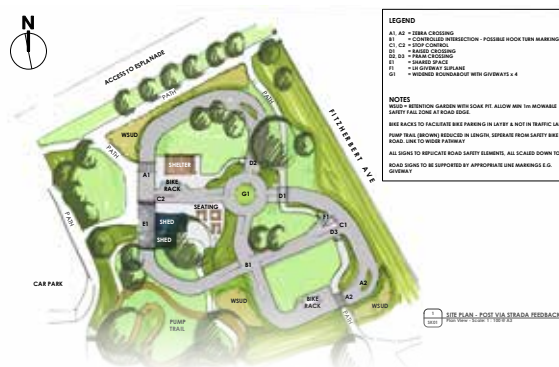 N
ACCESS TO ESPLANADE
PATH
PATH
PATH
WSUD
FITZHERBERT AVE
SHELTER
A1
BIKE
RACK
C2
D2
G1
D1
SEATING
E1
SHED
SHED
F1
C1
D3
B1
A2
A2
CAR PARK
WSUD
BIKE
RACK
WSUD
PATH
PUMP
TRAIL
LEGEND
A1, A2 = ZEBRA CROSSING
B1 = CONTROLLED INTERSECTION - POSSIBLE HOOK TURN MARKING
C1, C2 = STOP CONTROL
D1 = RAISED CROSSING
D2, D3 = PRAM CROSSING
E1 = SHARED SPACE
F1 = LH GIVEWAY SLIPLANE
G1 = WIDENED ROUNDABOUT WITH GIVEWAYS x 4
NOTES
WSUD = RETENTION GARDEN WITH SOAK PIT. ALLOW MIN 1m MOWABLE
SAFETY FALL ZONE AT ROAD EDGE.
BIKE RACKS TO FACILITATE BIKE PARKING IN LAYBY & NOT IN TRAFFIC LA
PUMP TRAIL (BROWN) REDUCED IN LENGTH, SEPERATE FROM SAFETY BIKE
ROAD. LINK TO WIDER PATHWAY
ALL SIGNS TO REPLICATE ROAD SAFETY ELEMENTS, ALL SCALED DOWN TO
ROAD SIGNS TO BE SUPPORTED BY APPROPRIATE LINE MARKINGS E.G.
GIVEWAY
1 SITE PLAN - POST VIA STRADA FEEDBACK
Plan View - Scale: 1 : 100 @ A3